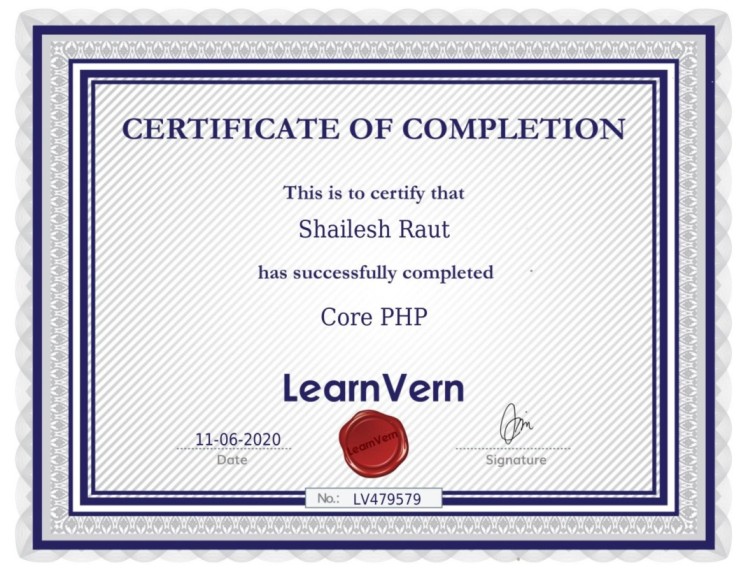 CERTIFICATE OF COMPLETION
This is to certify that
Shailesh Raut
has successfully completed
Core PHP
LearnVern
LearnVern
11-06-2020
Date
Signature
No.: LV479579